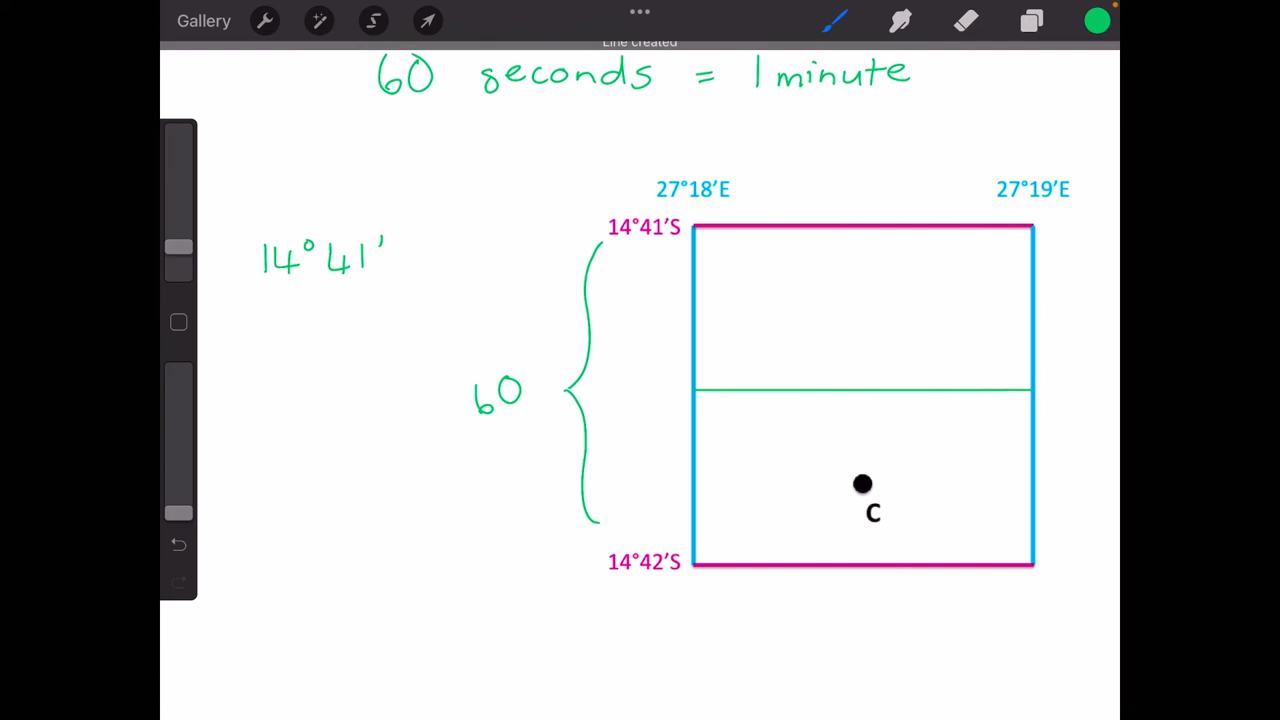 Gallery
Line created
60 seconds = 1 minute
27°18'E 27°19'E
14°41'S
14°41'
60
C
14°42'S